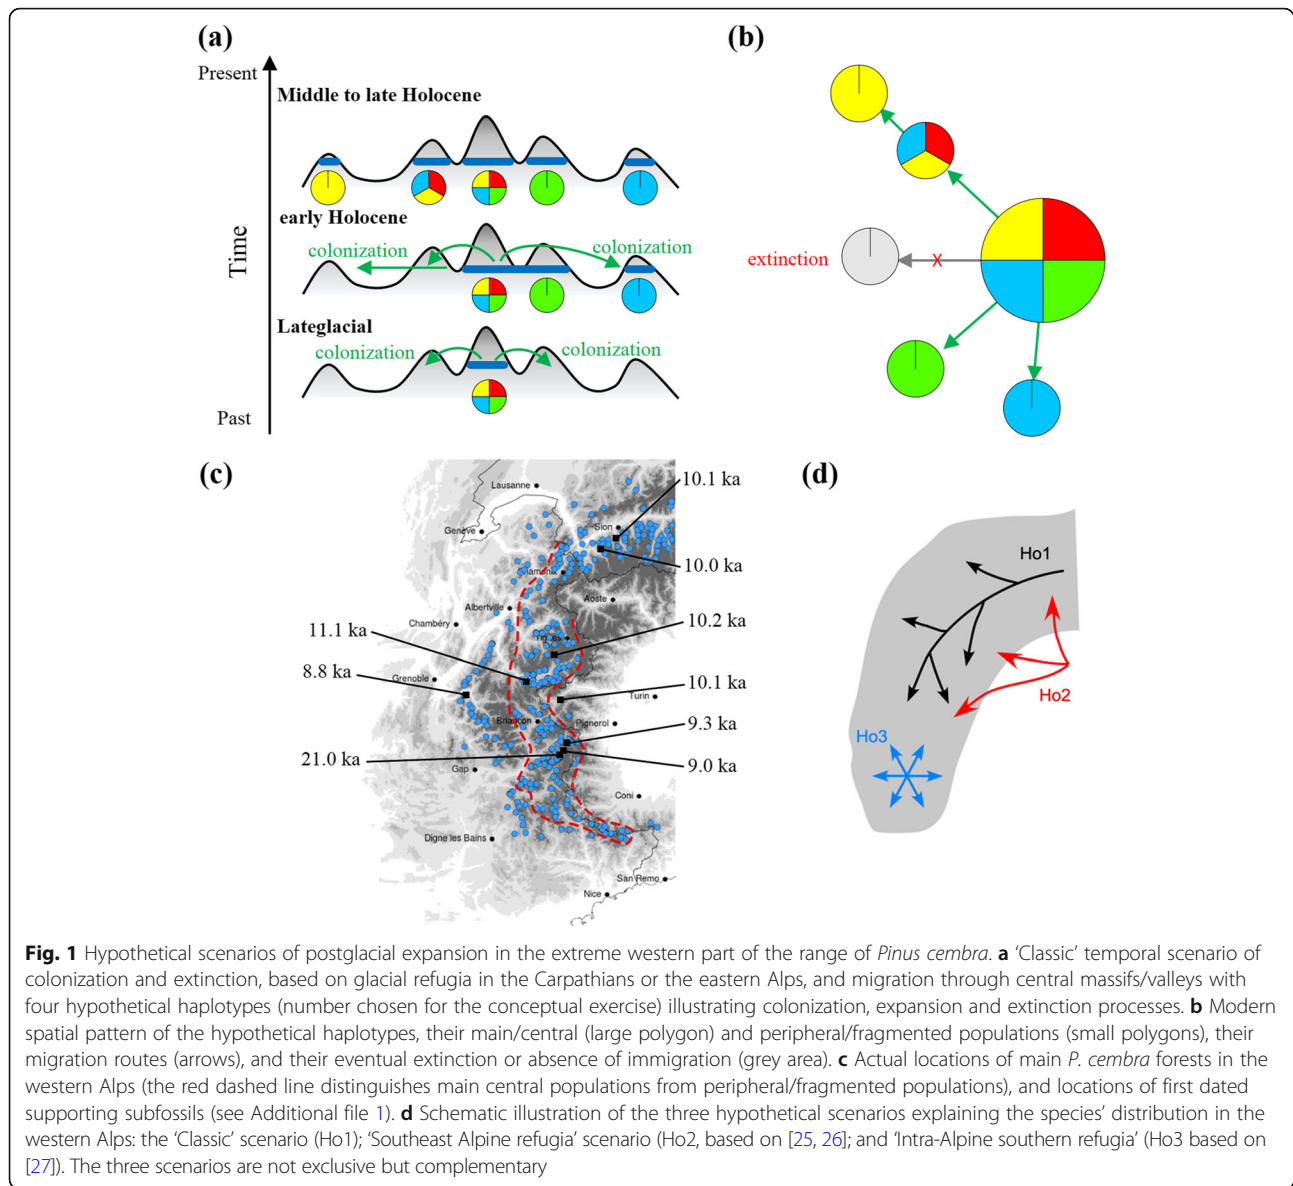 (a)
Present
Middle to late Holocene
early Holocene
colonization
colonization
Time
Lateglacial
colonization
colonization
Past
(b)
extinction
X
(c)
Lausanne
10.1 ka
Genève
Sion
10.0 ka
Aoste
Albertville
Chambéry
10.2 ka
11.1 ka
8.8 ka
Grenoble
10.1 ka
Turin
Briançon
Pignerol
9.3 ka
21.0 ka
9.0 ka
Gap
Coni
Digne les Bains
San Remo
Nice
(d)
Ho1
Ho2
Ho3
Fig. 1 Hypothetical scenarios of postglacial expansion in the extreme western part of the range of Pinus cembra. a ‘Classic’ temporal scenario of
colonization and extinction, based on glacial refugia in the Carpathians or the eastern Alps, and migration through central massifs/valleys with
four hypothetical haplotypes (number chosen for the conceptual exercise) illustrating colonization, expansion and extinction processes. b Modern
spatial pattern of the hypothetical haplotypes, their main/central (large polygon) and peripheral/fragmented populations (small polygons), their
migration routes (arrows), and their eventual extinction or absence of immigration (grey area). c Actual locations of main P. cembra forests in the
western Alps (the red dashed line distinguishes main central populations from peripheral/fragmented populations), and locations of first dated
supporting subfossils (see Additional file 1). d Schematic illustration of the three hypothetical scenarios explaining the species’ distribution in the
western Alps: the ‘Classic’ scenario (Ho1); ‘Southeast Alpine refugia’ scenario (Ho2, based on [25, 26]; and ‘Intra-Alpine southern refugia’ (Ho3 based on
[27]). The three scenarios are not exclusive but complementary